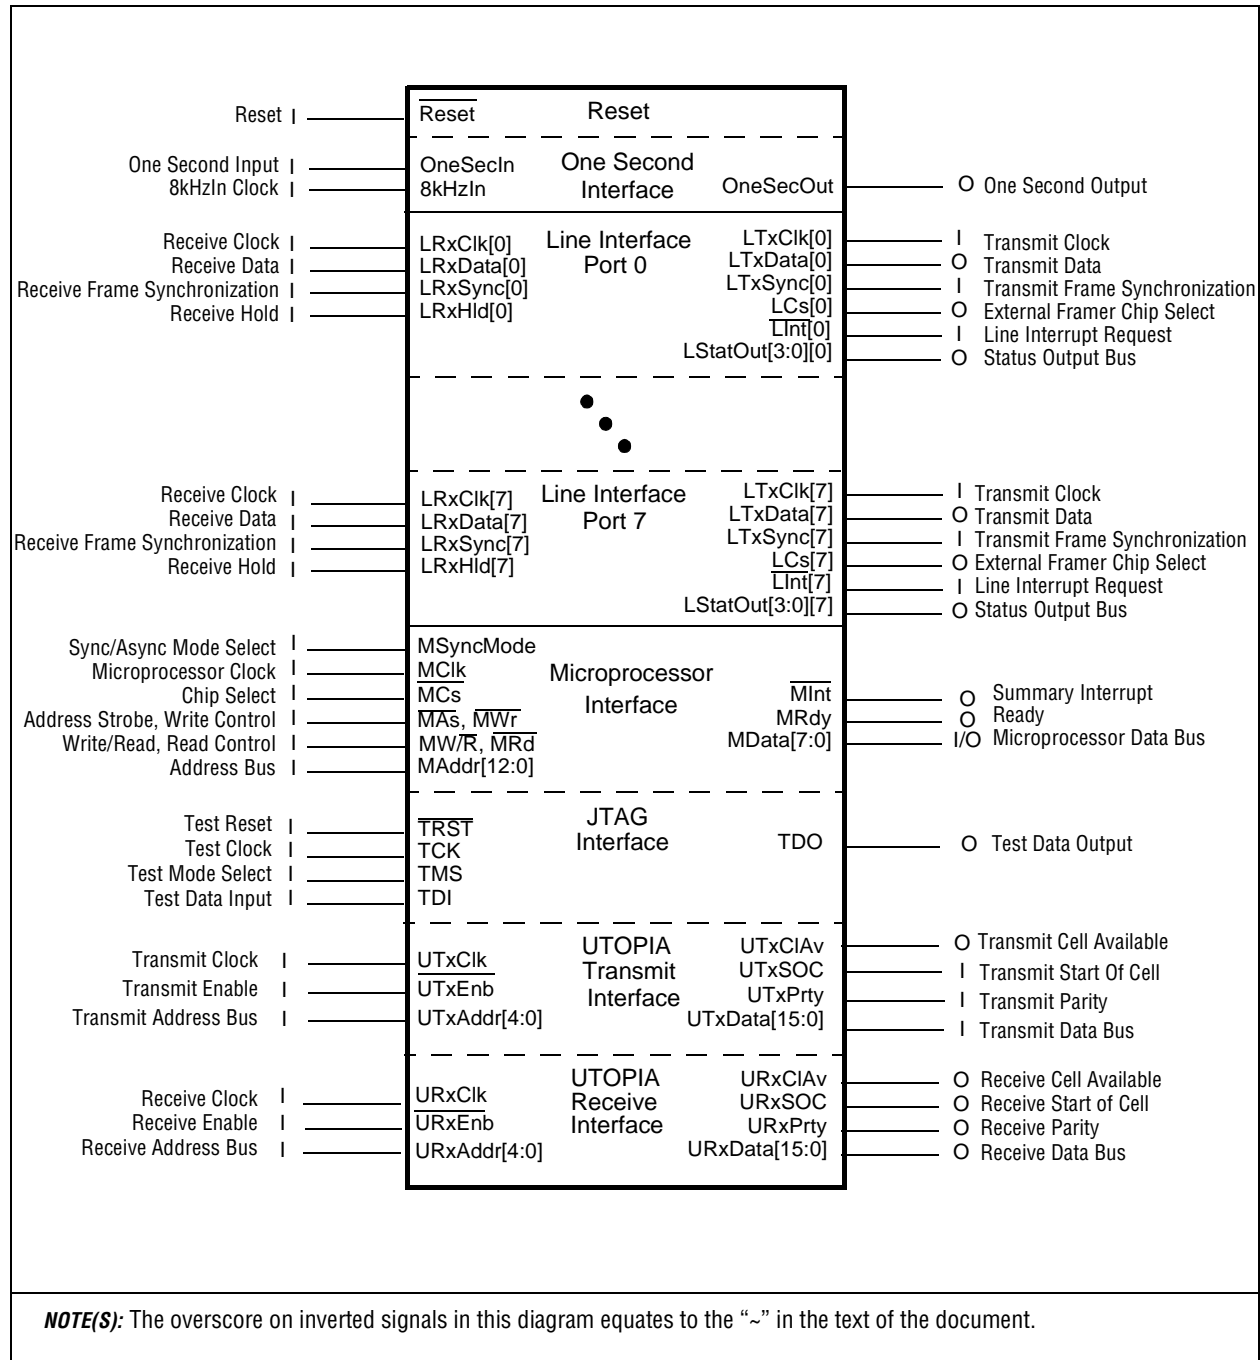 Reset I Reset Reset
One Second Input I OneSecIn One Second
8kHzIn Clock I 8kHzIn Interface OneSecOut O One Second Output
Receive Clock I LRxClk[0] Line Interface LTxClk[0] I Transmit Clock
Receive Data I LRxData[0] Port 0 LTxData[0] O Transmit Data
Receive Frame Synchronization I LRxSync[0] LTxSync[0] I Transmit Frame Synchronization
Receive Hold I LRxHld[0] LCs[0] O External Framer Chip Select
LInt[0] I Line Interrupt Request
LStatOut[3:0][0] O Status Output Bus
Receive Clock I LRxClk[7] Line Interface LTxClk[7] I Transmit Clock
Receive Data I LRxData[7] Port 7 LTxData[7] O Transmit Data
Receive Frame Synchronization I LRxSync[7] LTxSync[7] I Transmit Frame Synchronization
Receive Hold I LRxHld[7] LCs[7] O External Framer Chip Select
LInt[7] I Line Interrupt Request
LStatOut[3:0][7] O Status Output Bus
Sync/Async Mode Select I MSyncMode
Microprocessor Clock I MClk Microprocessor
Chip Select I MCs Interface MInt O Summary Interrupt
Address Strobe, Write Control I MAs, MWr MRdy O Ready
Write/Read, Read Control I MW/R, MRd MData[7:0] I/O Microprocessor Data Bus
Address Bus I MAddr[12:0]
Test Reset I TRST JTAG
Test Clock I TCK Interface TDO O Test Data Output
Test Mode Select I TMS
Test Data Input I TDI
UTOPIA UTxClAv O Transmit Cell Available
Transmit Clock I UTxClk Transmit UTxSOC I Transmit Start Of Cell
Transmit Enable I UTxEnb Interface UTxPrty I Transmit Parity
Transmit Address Bus I UTxAddr[4:0] UTxData[15:0] I Transmit Data Bus
UTOPIA URxClAv O Receive Cell Available
Receive Clock I URxClk Receive URxSOC O Receive Start of Cell
Receive Enable I URxEnb Interface URxPrty O Receive Parity
Receive Address Bus I URxAddr[4:0] URxData[15:0] O Receive Data Bus
NOTE(S): The overscore on inverted signals in this diagram equates to the “~” in the text of the document.